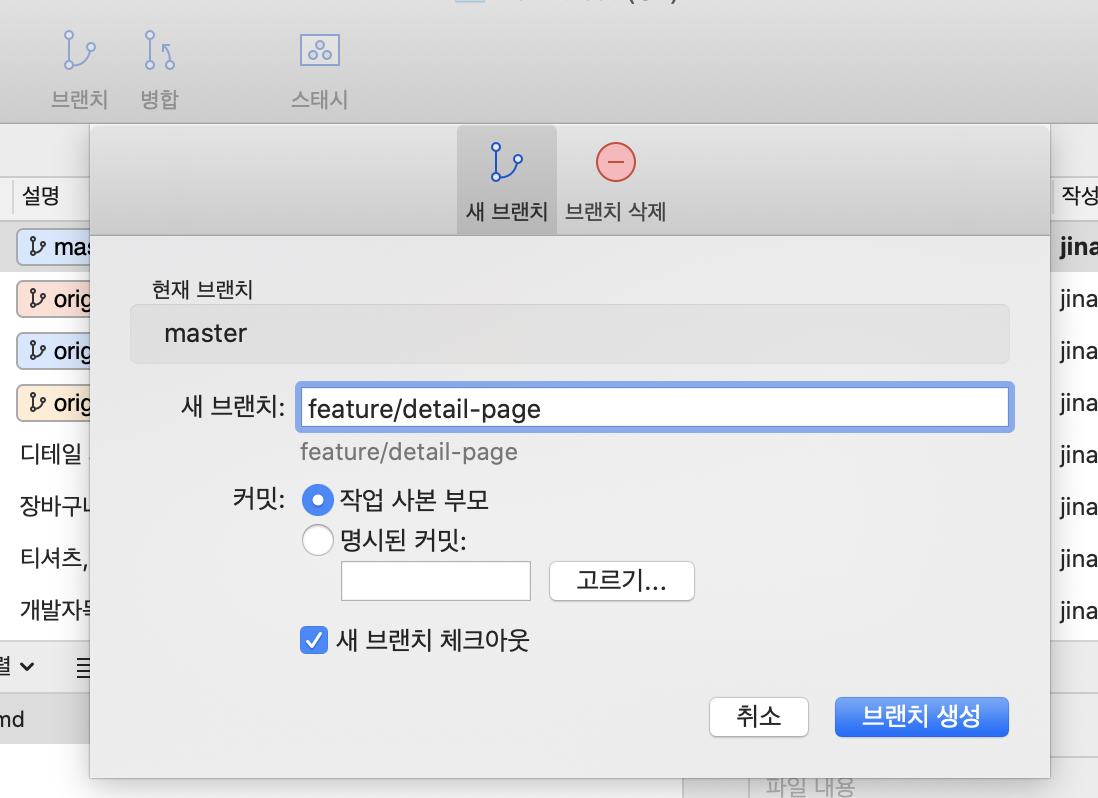 브랜치 병합 스태시
새 브랜치 브랜치 삭제
설명
작성
mas
jina
orig
jina
orig
jina
orig
jina
디테일
jina
장바구니
jina
티셔츠,
jina
개발자
jina
현재 브랜치
master
새 브랜치: feature/detail-page
feature/detail-page
커밋: 작업 사본 부모
명시된 커밋:
고르기...
새 브랜치 체크아웃
취소 브랜치 생성
렬
md
파일 내용